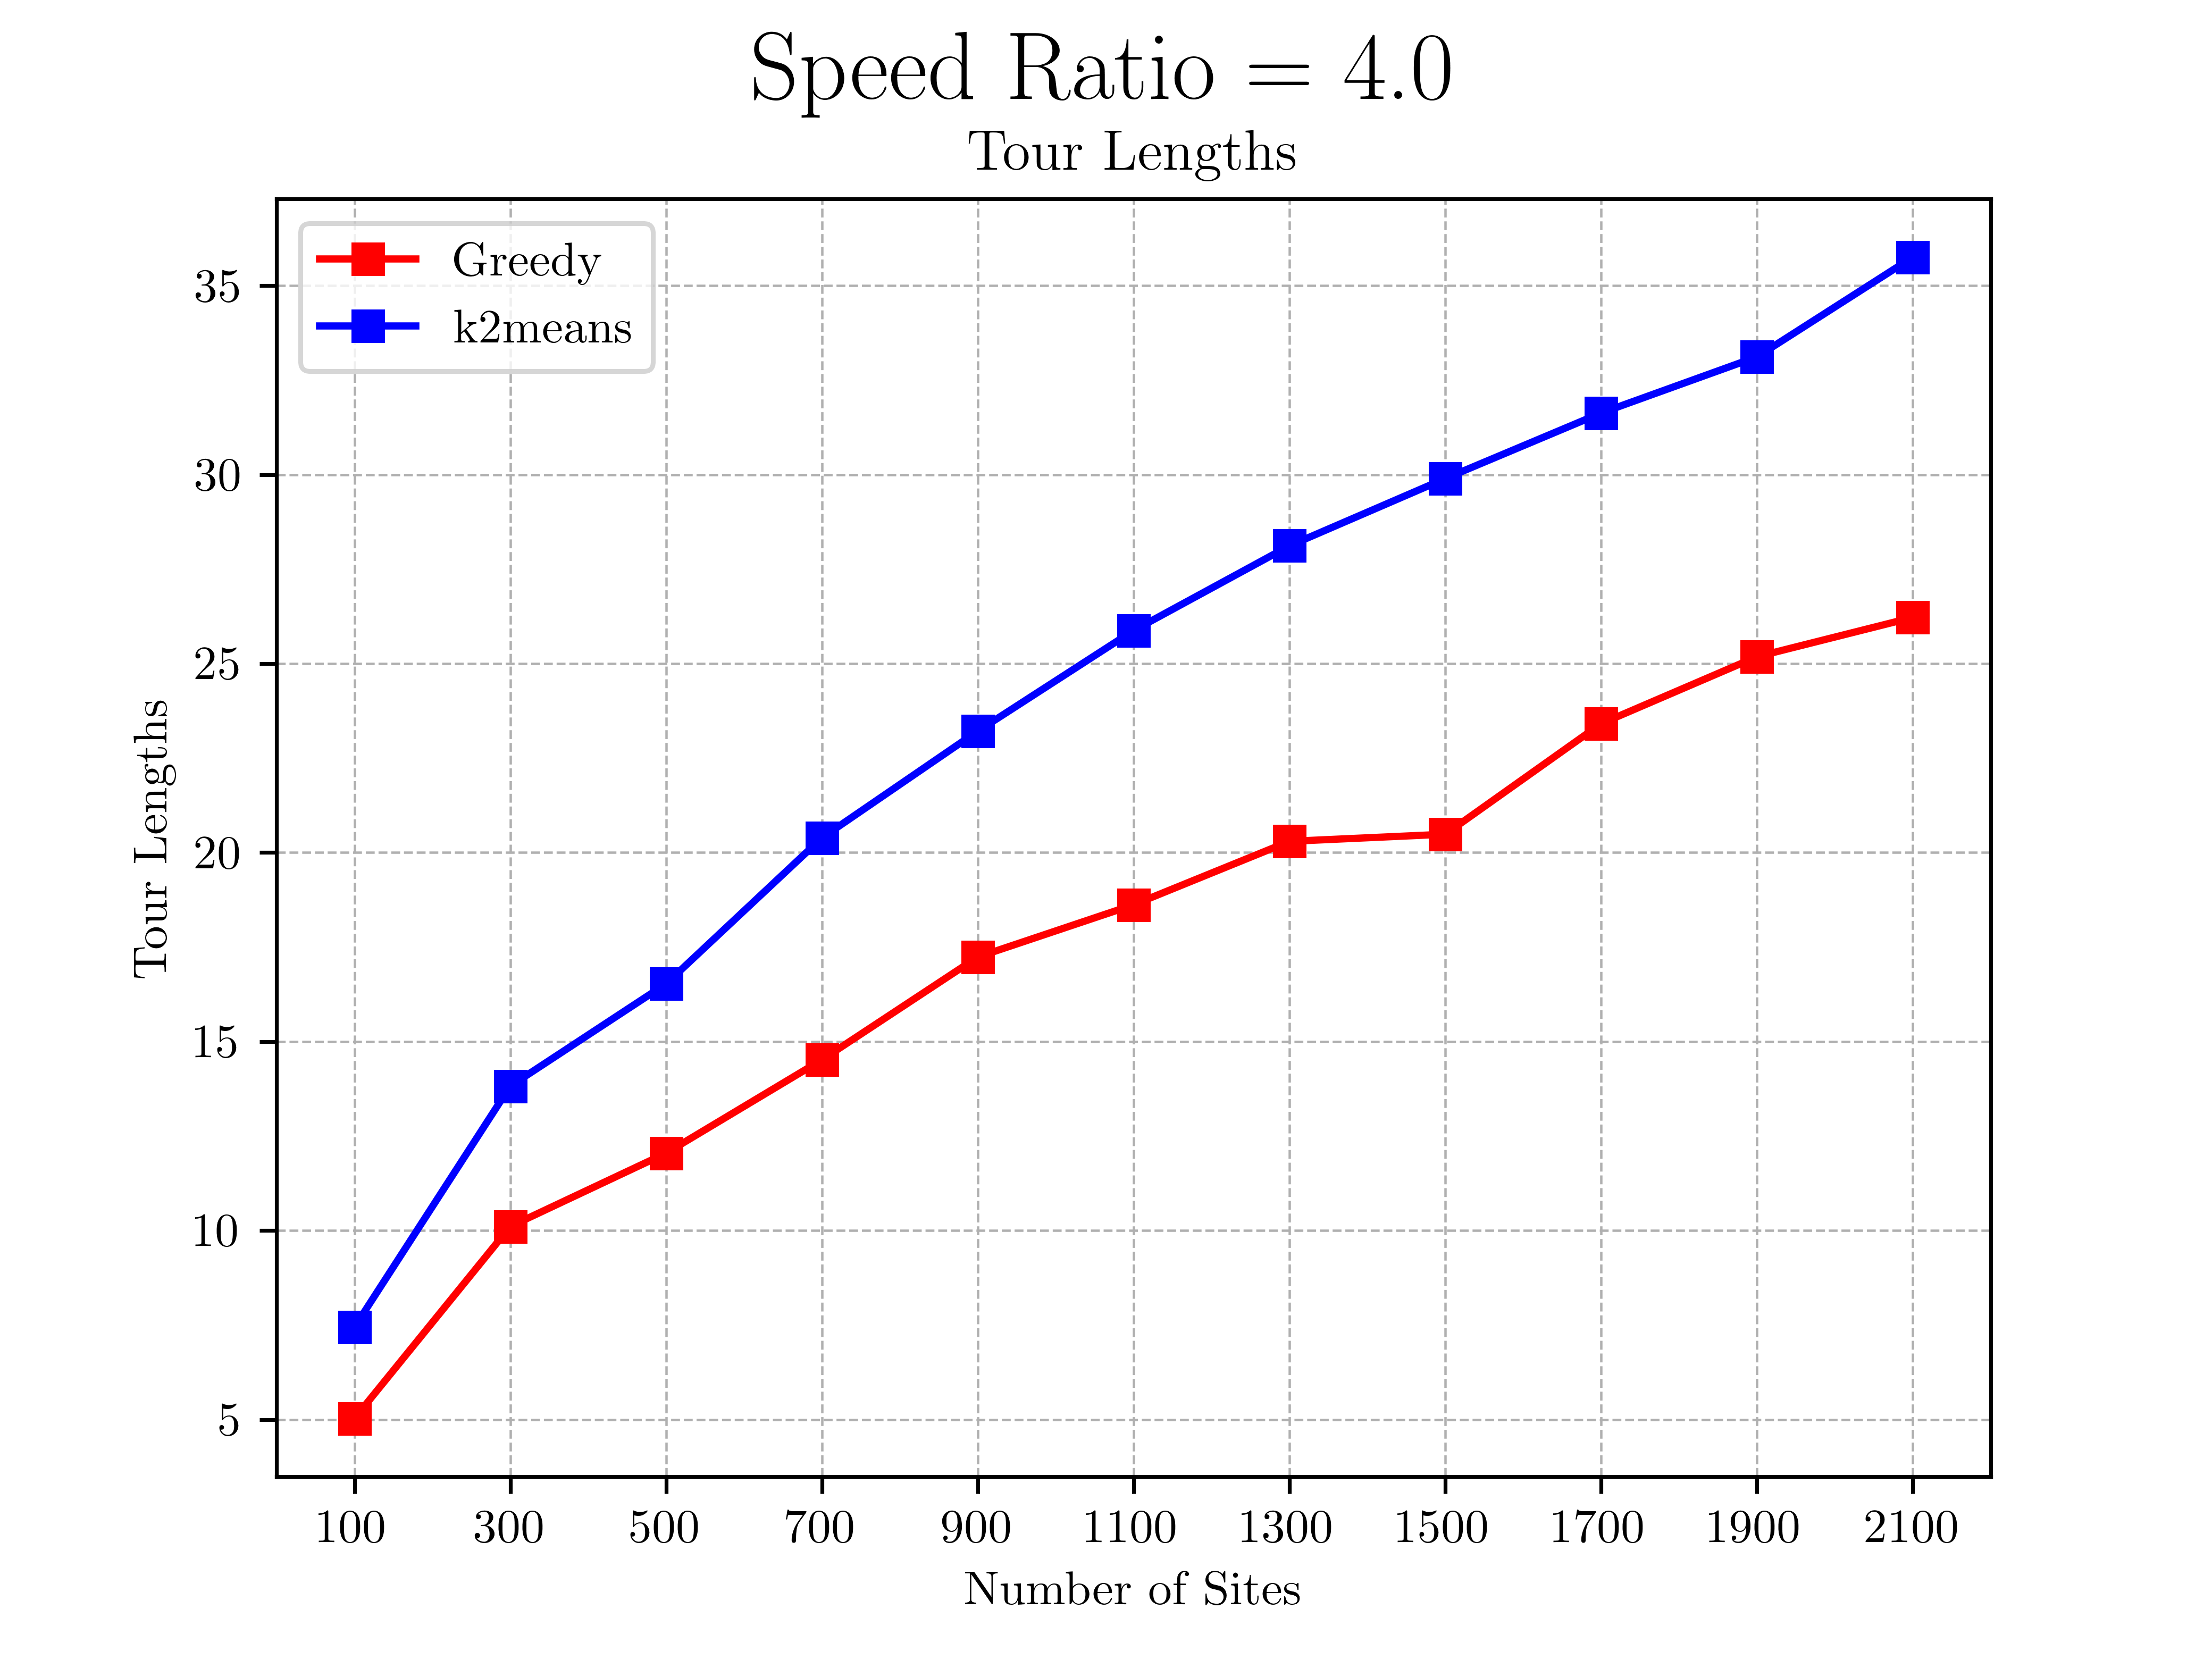 Speed Ratio = 4.0
Tour Lengths
Greedy
k2means
Tour Lengths
35
30
25
20
15
10
5
100 300 500 700 900 1100 1300 1500 1700 1900 2100
Number of Sites